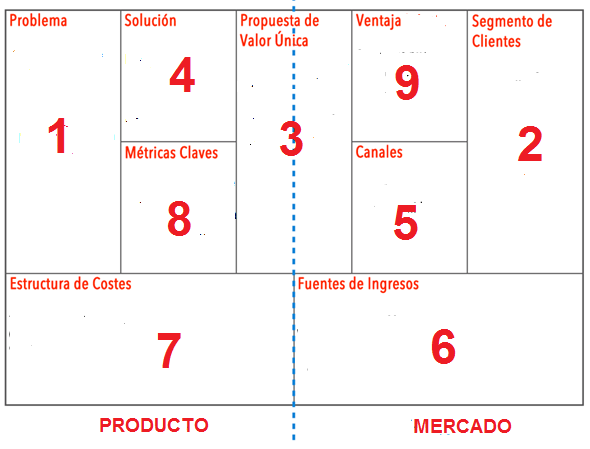 Problema
1
Solución
4
Métricas Claves
8
Propuesta de
Valor Única
3
Ventaja
9
Canales
5
Segmento de
Clientes
2
Estructura de Costes
7
Fuentes de Ingresos
6
PRODUCTO
MERCADO